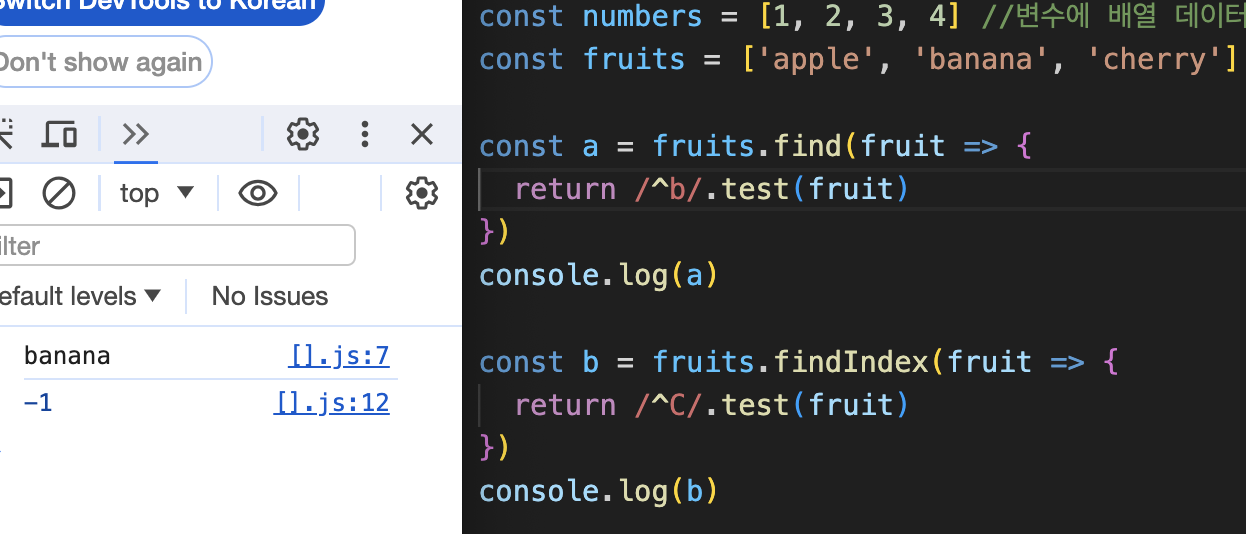 Switch DevTools to Korean
Don't show again
top
efault levels
No Issues
banana
[].js:7
-1
[].js:12
const numbers = [1, 2, 3, 4] //변수에 배열 데이터
const fruits = ['apple', 'banana', 'cherry']
const a = fruits.find(fruit => {
return /^b/.test(fruit)
})
console.log(a)
const b = fruits.findIndex(fruit => {
return /^C/.test(fruit)
})
console.log(b)